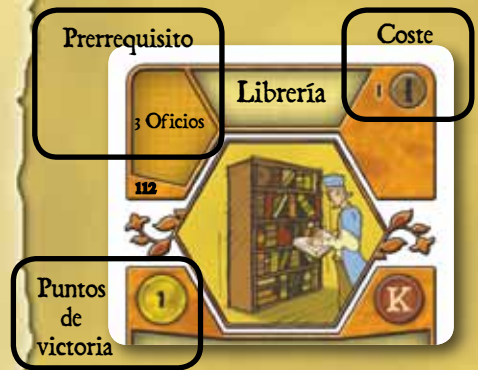 Prerrequisito
Coste
Librería
1
3 Oficios
112
Puntos
de
victoria
1
K